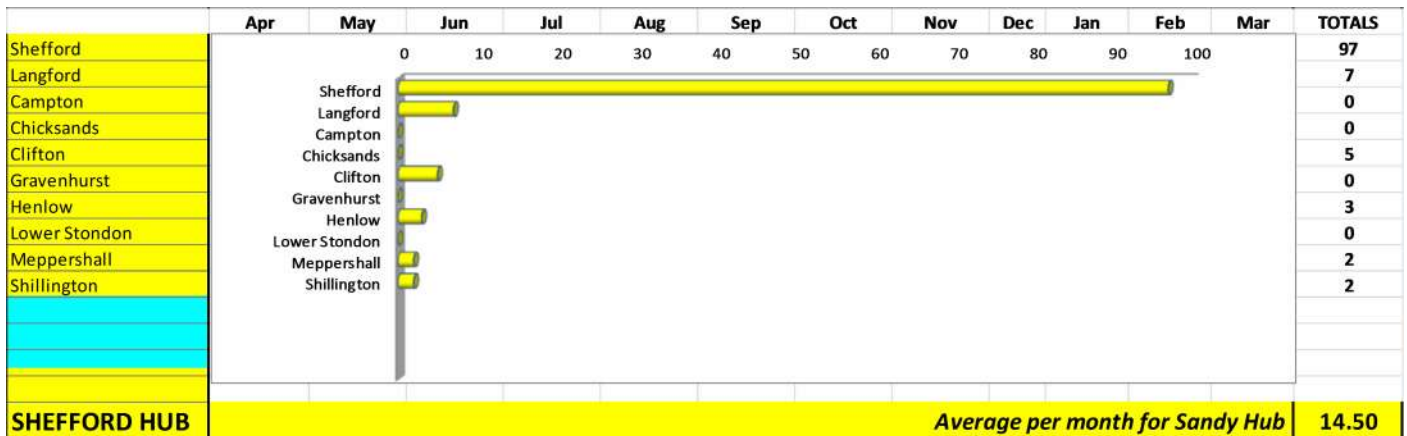 Apr May Jun Jul Aug Sep Oct Nov Dec Jan Feb Mar TOTALS
Shefford 97
Langford 7
Campton 0
Chicksands 0
Clifton 5
Gravenhurst 0
Henlow 3
Lower Stondon 0
Meppershall 2
Shillington 2
0 10 20 30 40 50 60 70 80 90 100
Shefford
Langford
Campton
Chicksands
Clifton
Gravenhurst
Henlow
Lower Stondon
Meppershall
Shillington
SHEFFORD HUB Average per month for Sandy Hub 14.50